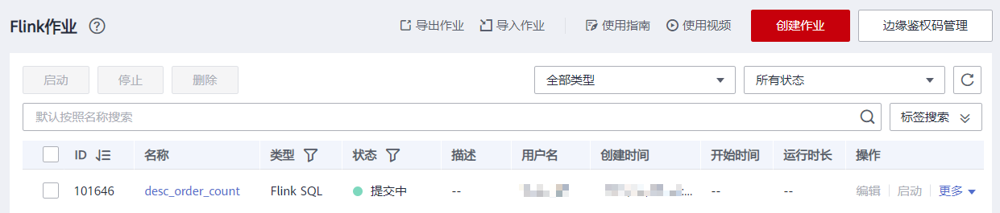 Flink作业 ? 导出作业 导入作业 使用指南 使用视频 创建作业 边缘鉴权码管理
启动 停止 删除 全部类型 所有状态
默认按照名称搜索 标签搜索
ID 名称 类型 状态 描述 用户名 创建时间 开始时间 运行时长 操作
101646 desc_order_count Flink SQL 提交中 -- :... -- -- 编辑 启动 更多